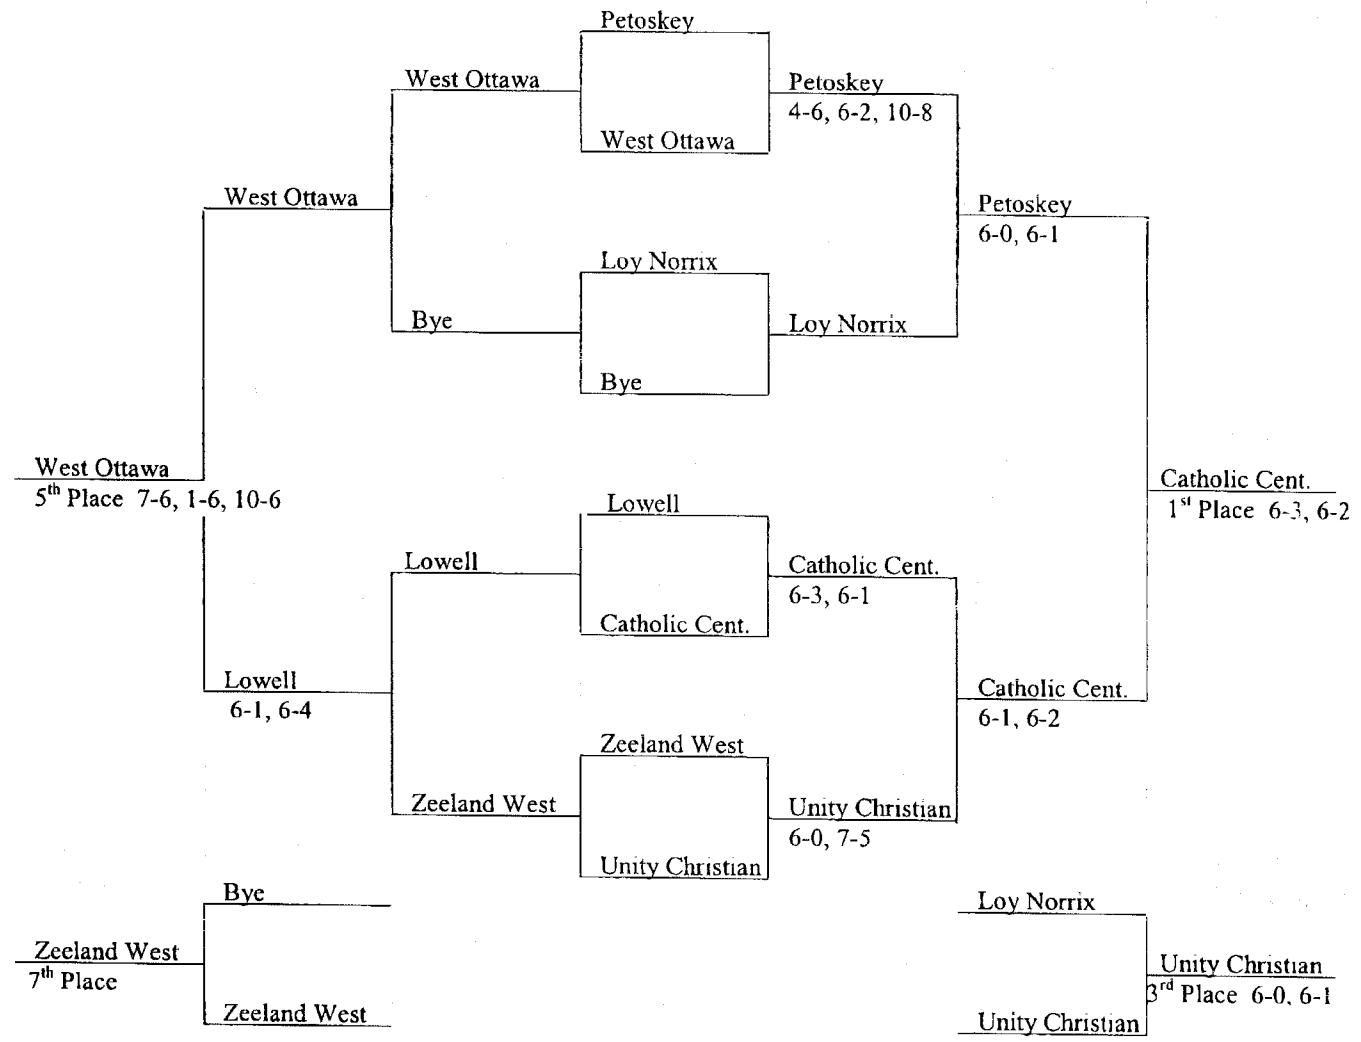 Petoskey
West Ottawa
Petoskey
4-6, 6-2, 10-8
West Ottawa
West Ottawa
Petoskey
6-0, 6-1
Loy Norrix
Bye
Loy Norrix
Bye
West Ottawa
5th Place 7-6, 1-6, 10-6
Catholic Cent.
1st Place 6-3, 6-2
Lowell
Lowell
Catholic Cent.
6-3, 6-1
Catholic Cent.
Lowell
6-1, 6-4
Catholic Cent.
6-1, 6-2
Zeeland West
Zeeland West
Unity Christian
6-0, 7-5
Unity Christian
Bye
Loy Norrix
Zeeland West
7th Place
Unity Christian
3rd Place 6-0, 6-1
Zeeland West
Unity Christian